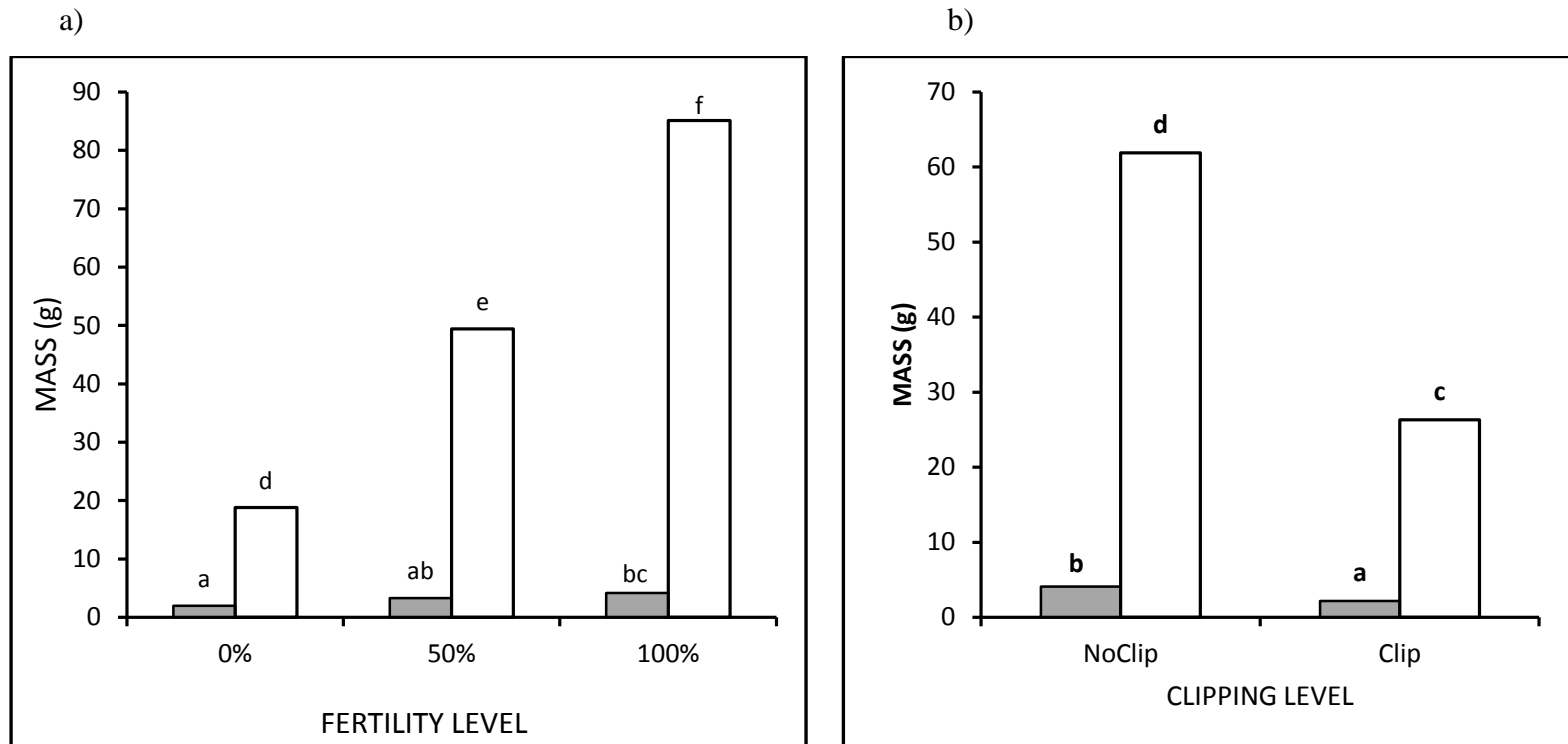 a)
90
80
70
60
50
40
30
20
10
0
MASS (g)
a
d
ab
e
bc
f
0% 50% 100%
FERTILITY LEVEL
b)
70
60
50
40
30
20
10
0
MASS (g)
b
d
a
c
NoClip Clip
CLIPPING LEVEL